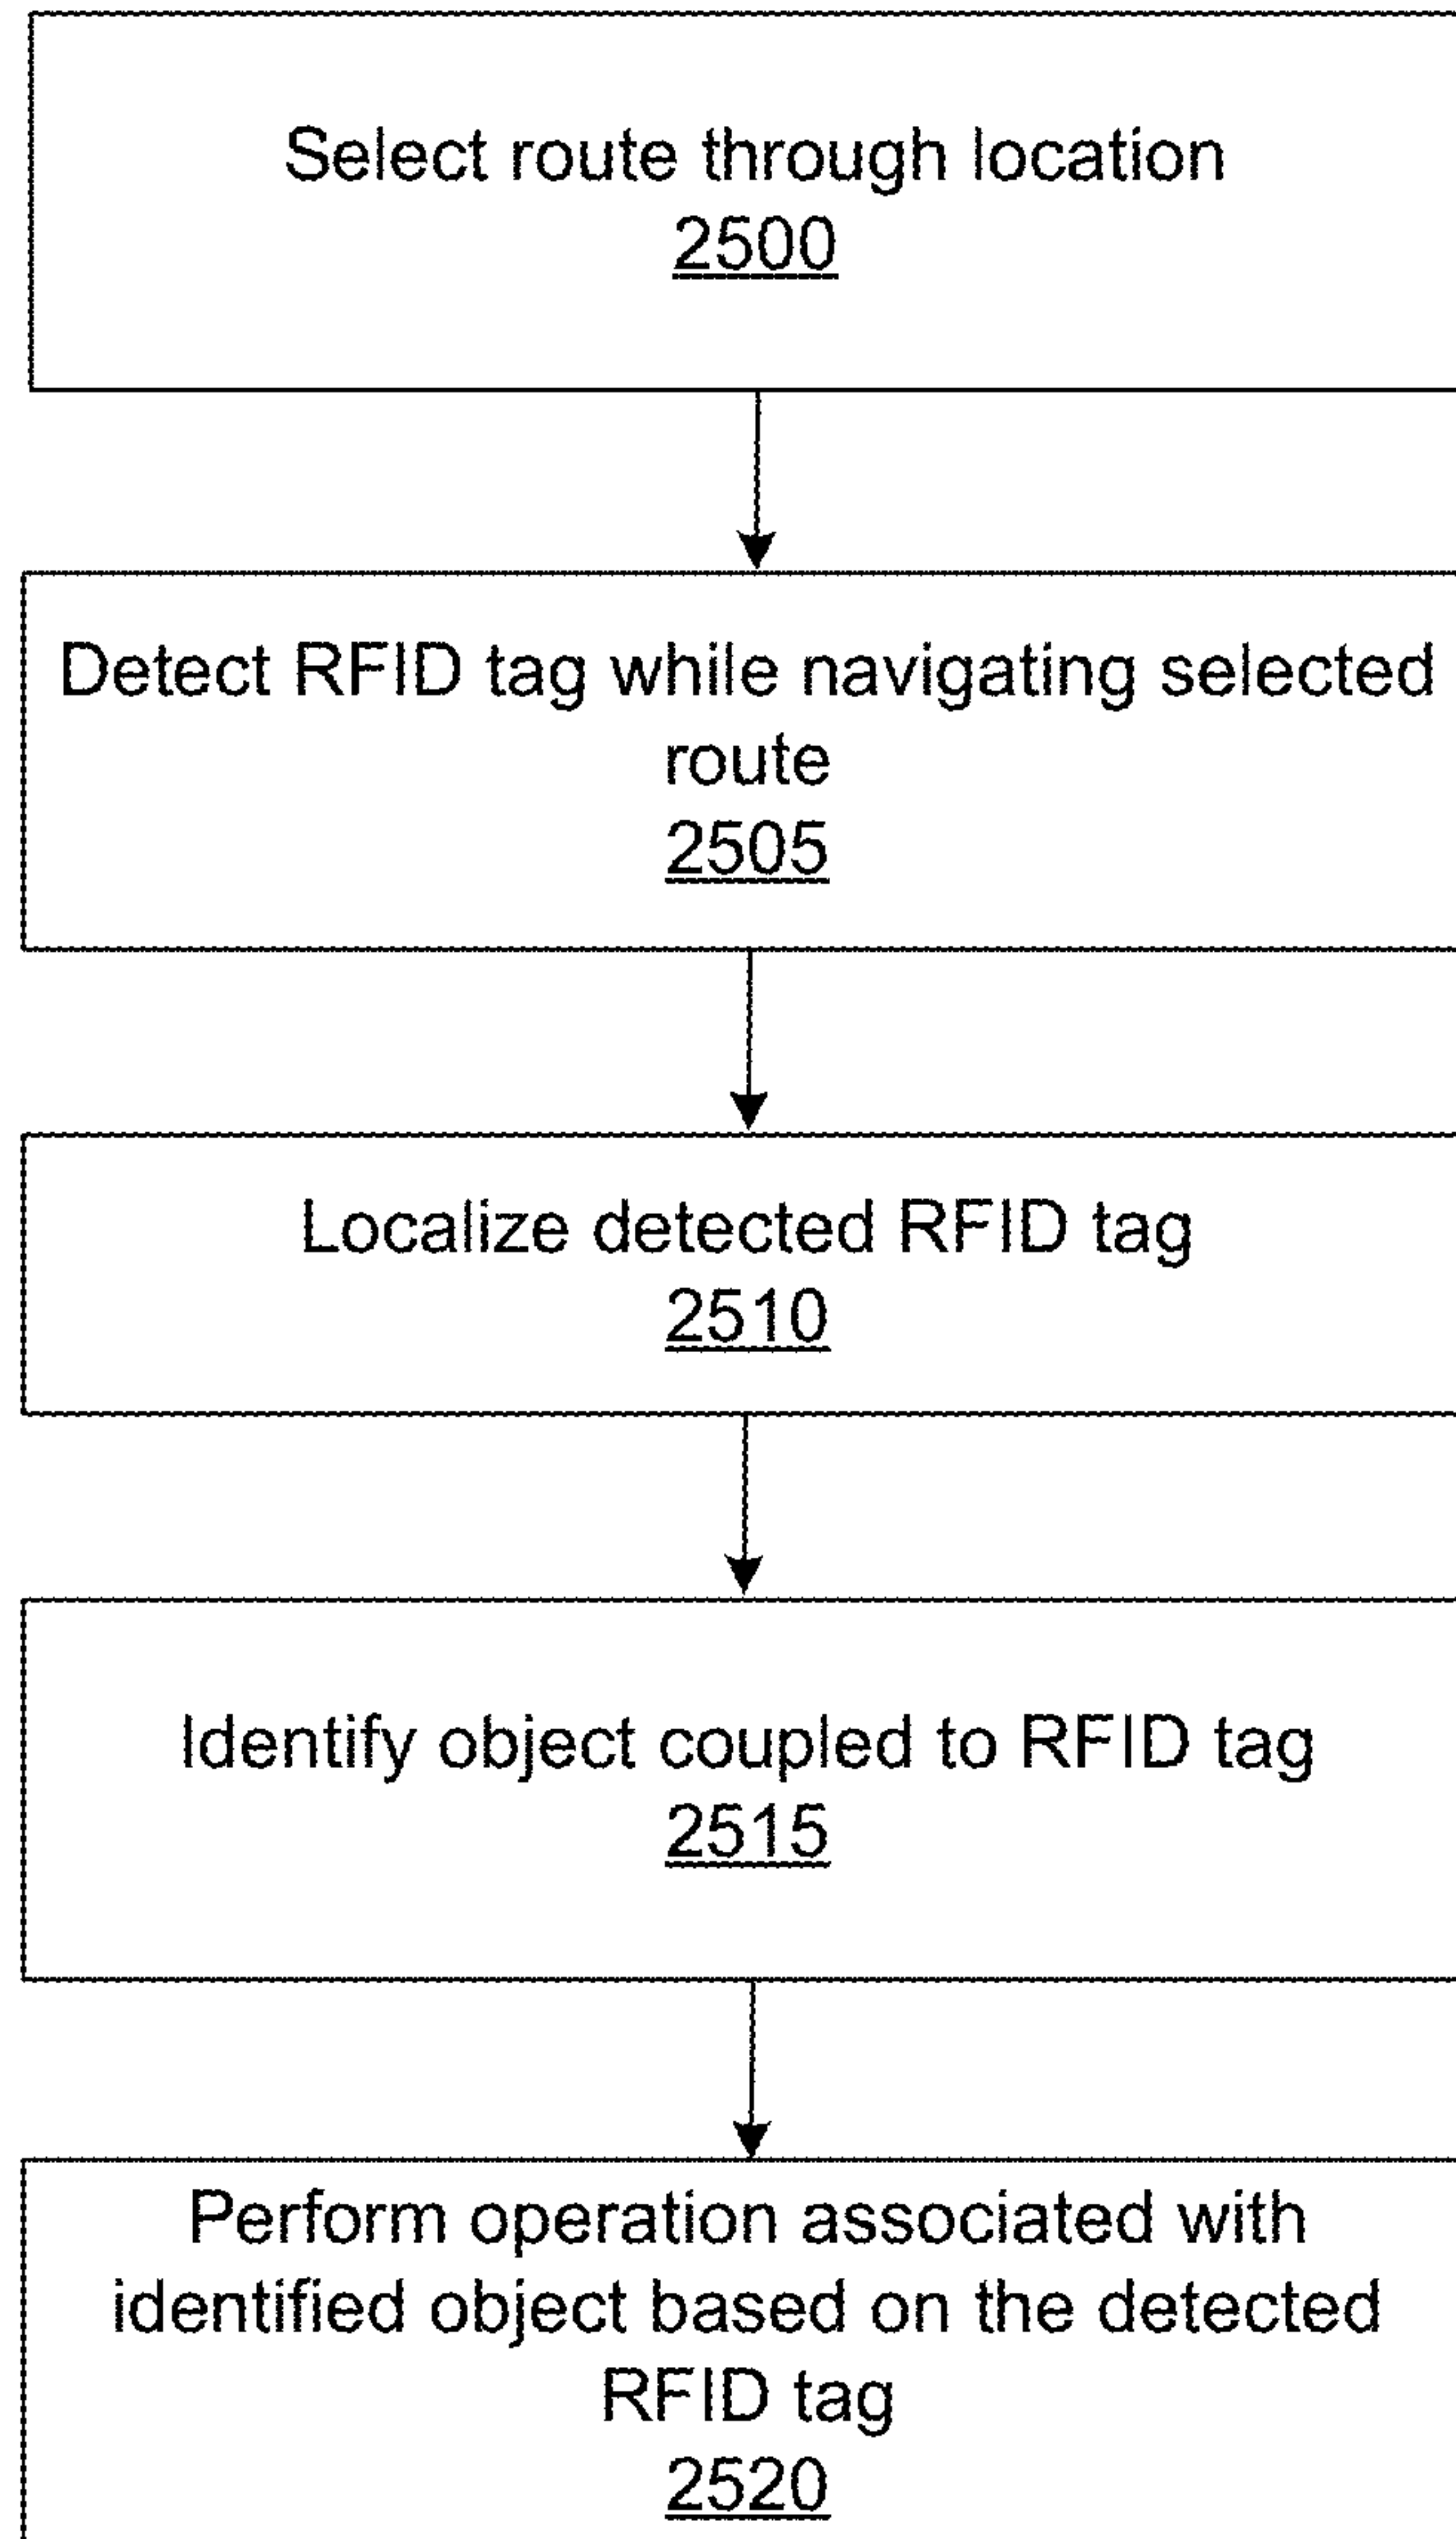 Select route through location
2500
Detect RFID tag while navigating selected
route
2505
Localize detected RFID tag
2510
Identify object coupled to RFID tag
2515
Perform operation associated with
identified object based on the detected
RFID tag
2520